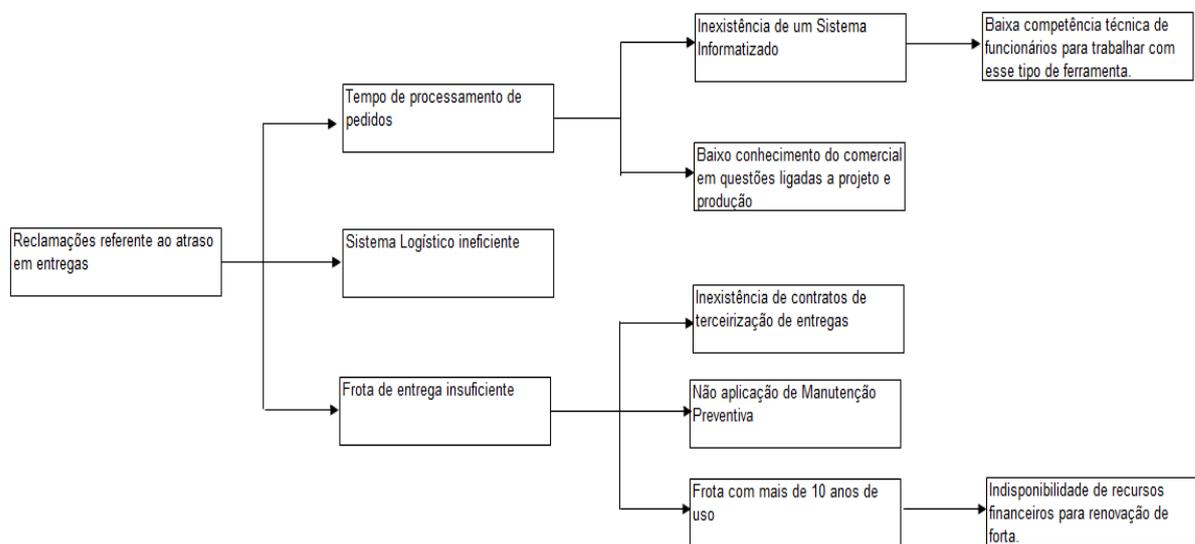 Reclamações referente ao atraso
em entregas
Tempo de processamento de
pedidos
Sistema Logístico ineficiente
Frota de entrega insuficiente
Inexistência de um Sistema
Informatizado
Baixo conhecimento do comercial
em questões ligadas a projeto e
produção
Inexistência de contratos de
terceirização de entregas
Não aplicação de Manutenção
Preventiva
Frota com mais de 10 anos de
uso
Baixa competência técnica de
funcionários para trabalhar com
esse tipo de ferramenta.
Indisponibilidade de recursos
financeiros para renovação de
forta.